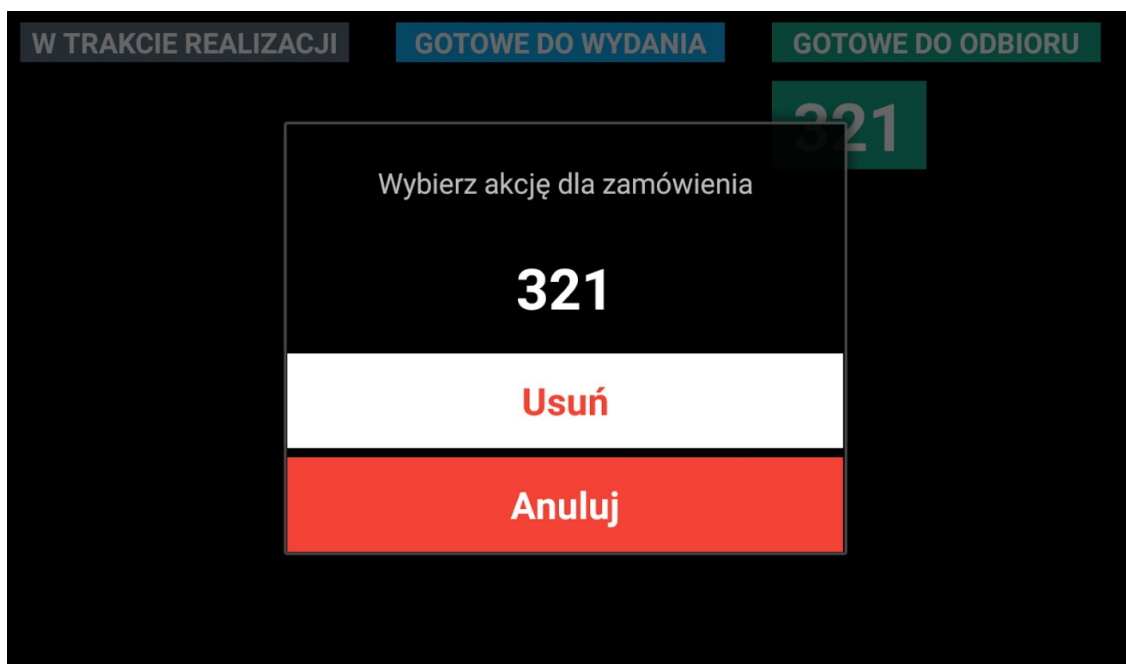 W TRAKCIE REALIZACJI
GOTOWE DO WYDANIA
GOTOWE DO ODBIORU
321
Wybierz akcję dla zamówienia
321
Usuń
Anuluj